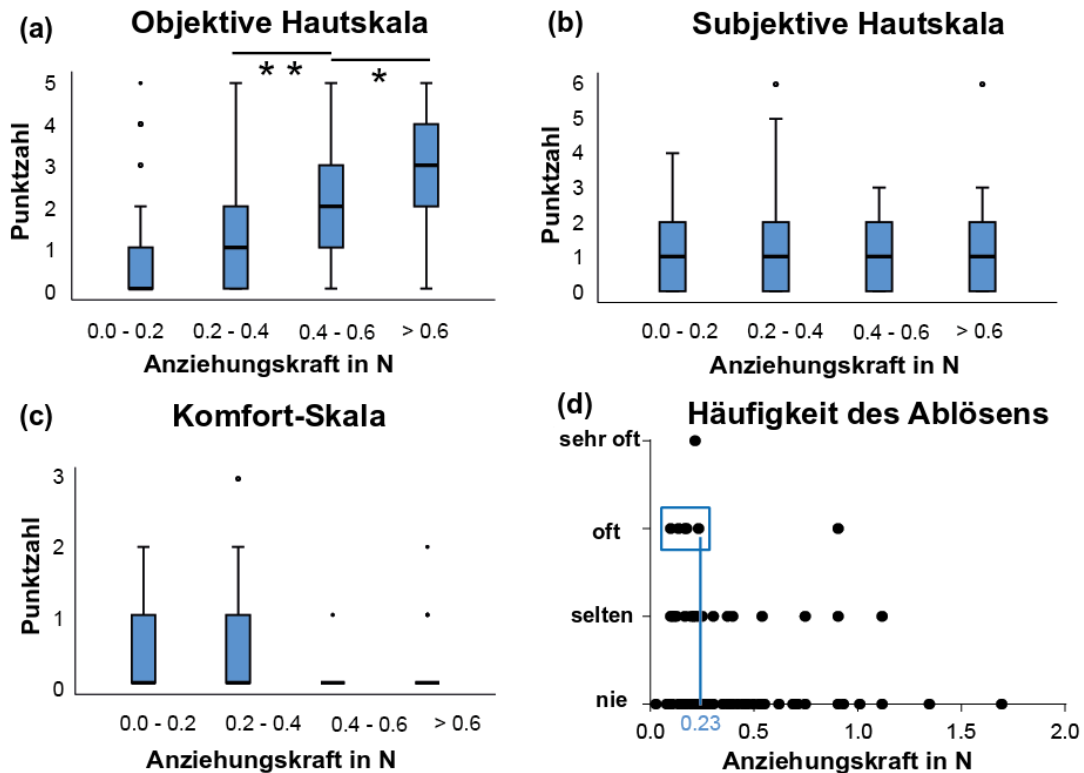 (a) Objektive Hautskala
* * *
Punktzahl
5
4
3
2
1
0
0.0 - 0.2 0.2 - 0.4 0.4 - 0.6 > 0.6
Anziehungskraft in N
(b) Subjektive Hautskala
Punktzahl
6
5
4
3
2
1
0
0.0 - 0.2 0.2 - 0.4 0.4 - 0.6 > 0.6
Anziehungskraft in N
(c) Komfort-Skala
Punktzahl
3
2
1
0
0.0 - 0.2 0.2 - 0.4 0.4 - 0.6 > 0.6
Anziehungskraft in N
(d) Häufigkeit des Ablösens
sehr oft
oft
selten
nie
0.0 0.23 0.5 1.0 1.5 2.0
Anziehungskraft in N